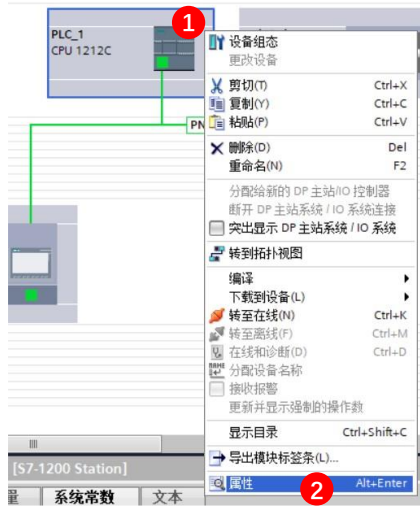 1
PLC_1
CPU 1212C
PN
设备组态
更改设备
剪切(T) Ctrl+X
复制(Y) Ctrl+C
粘贴(P) Ctrl+V
删除(D) Del
重命名(N) F2
分配给新的 DP 主站/IO 控制器
断开 DP 主站系统 / IO 系统连接
突出显示 DP 主站系统 / IO 系统
转到拓扑视图
编译
下载到设备(L)
转至在线(N) Ctrl+K
转至离线(F) Ctrl+M
在线和诊断(D) Ctrl+D
分配设备名称
接收报警
更新并显示强制的操作数
显示目录 Ctrl+Shift+C
导出模块标签条(L)...
属性 2 Alt+Enter
[S7-1200 Station]
量 系统常数 文本